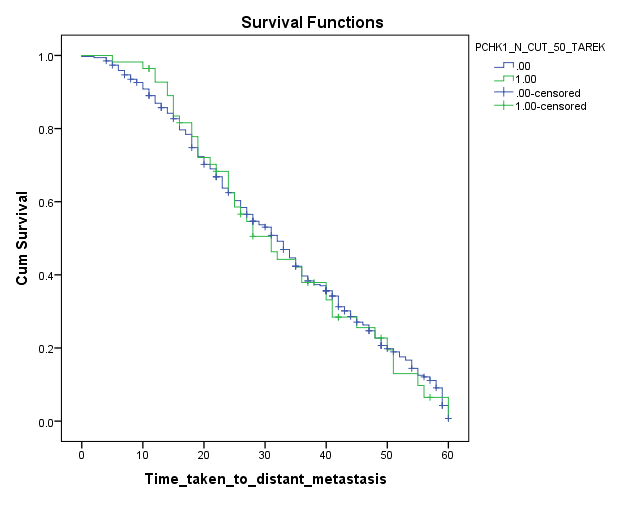 Survival Functions
PCHK1_N_CUT_50_TAREK
.00
1.00
.00-censored
1.00-censored
Cum Survival
1.0
0.8
0.6
0.4
0.2
0.0
0 10 20 30 40 50 60
Time_taken_to_distant_metastasis